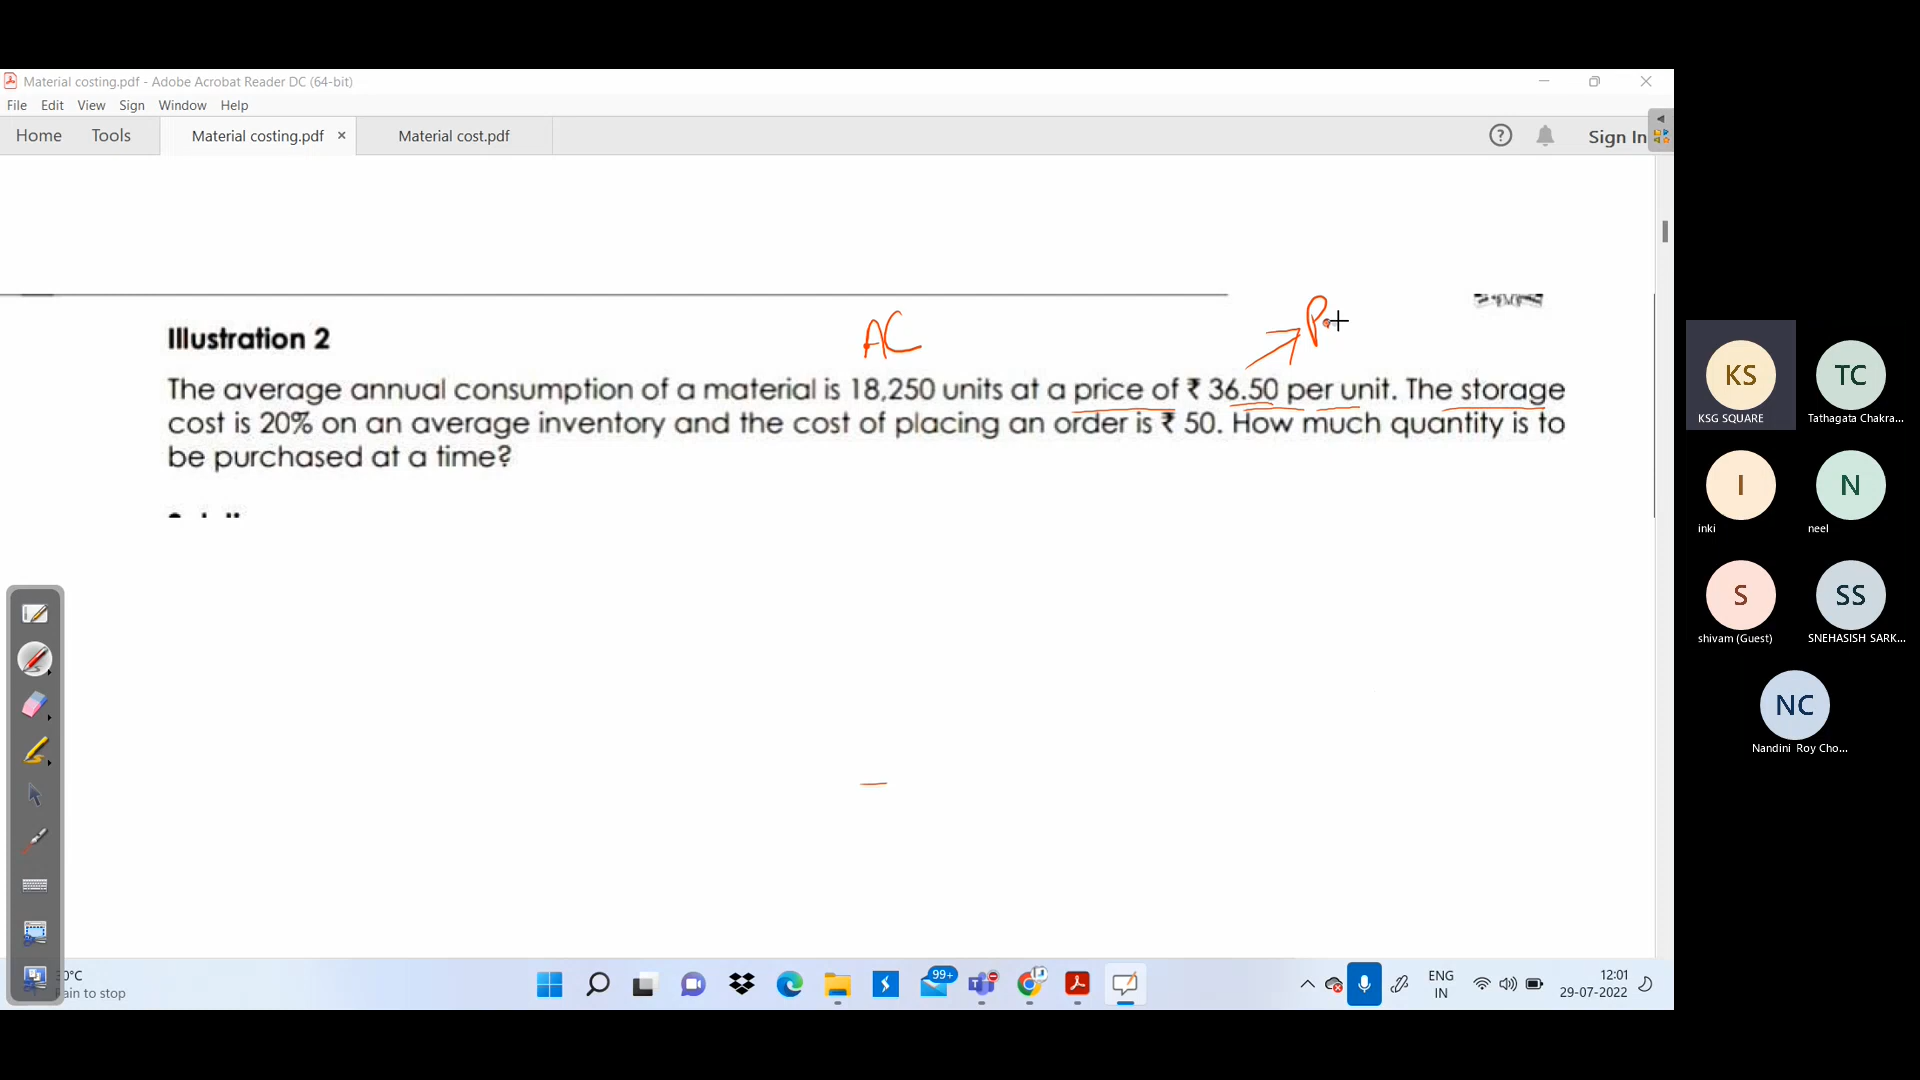 Material costing.pdf - Adobe Acrobat Reader DC (64-bit)
File Edit View Sign Window Help
Home Tools Material costing.pdf × Material cost.pdf Sign In
AC
Illustration 2
The average annual consumption of a material is 18,250 units at a price of ₹ 36.50 per unit. The storage
cost is 20% on an average inventory and the cost of placing an order is ₹ 50. How much quantity is to
be purchased at a time?
KS
KSG SQUARE
TC
Tathagata Chakra...
I
inki
N
neel
S
shivam (Guest)
SS
SNEHASISH SARK...
NC
Nandini Roy Cho...
0°C
ain to stop
99+
ENG
IN
12:01
29-07-2022